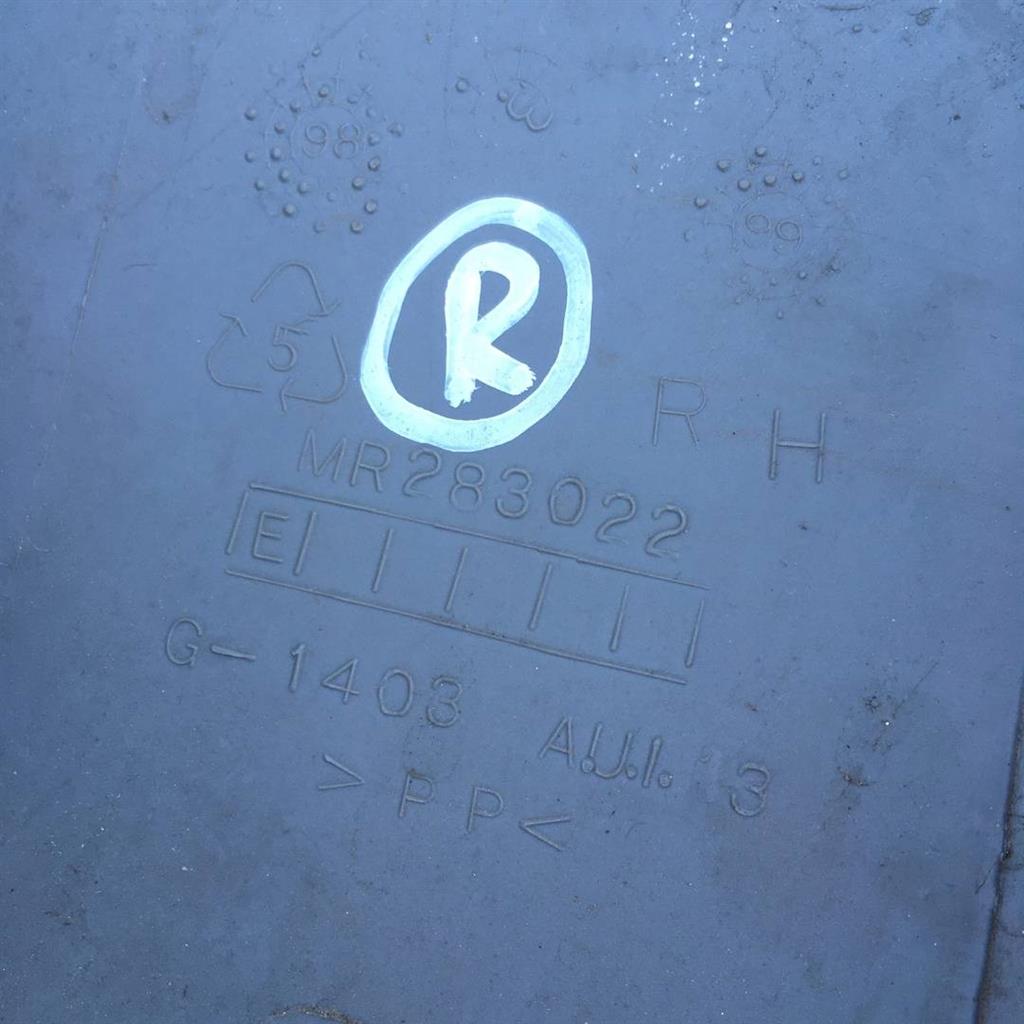 98
99
R
5
R H
MR283022
E
G-1403 A.U.I. 3
>PP<